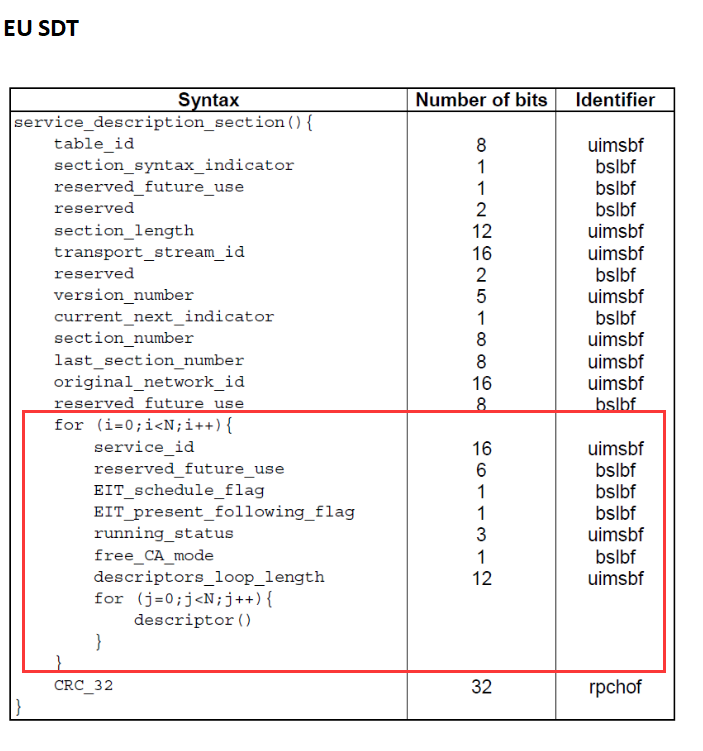 EU SDT
Syntax Number of bits Identifier
service_description_section(){
table_id 8 uimsbf
section_syntax_indicator 1 bslbf
reserved_future_use 1 bslbf
reserved 2 bslbf
section_length 12 uimsbf
transport_stream_id 16 uimsbf
reserved 2 bslbf
version_number 5 uimsbf
current_next_indicator 1 bslbf
section_number 8 uimsbf
last_section_number 8 uimsbf
original_network_id 16 uimsbf
reserved_future_use 8 bslbf
for (i=0;i<N;i++){
service_id 16 uimsbf
reserved_future_use 6 bslbf
EIT_schedule_flag 1 bslbf
EIT_present_following_flag 1 bslbf
running_status 3 uimsbf
free_CA_mode 1 bslbf
descriptors_loop_length 12 uimsbf
for (j=0;j<N;j++){
descriptor()
}
}
CRC_32 32 rpchof
}